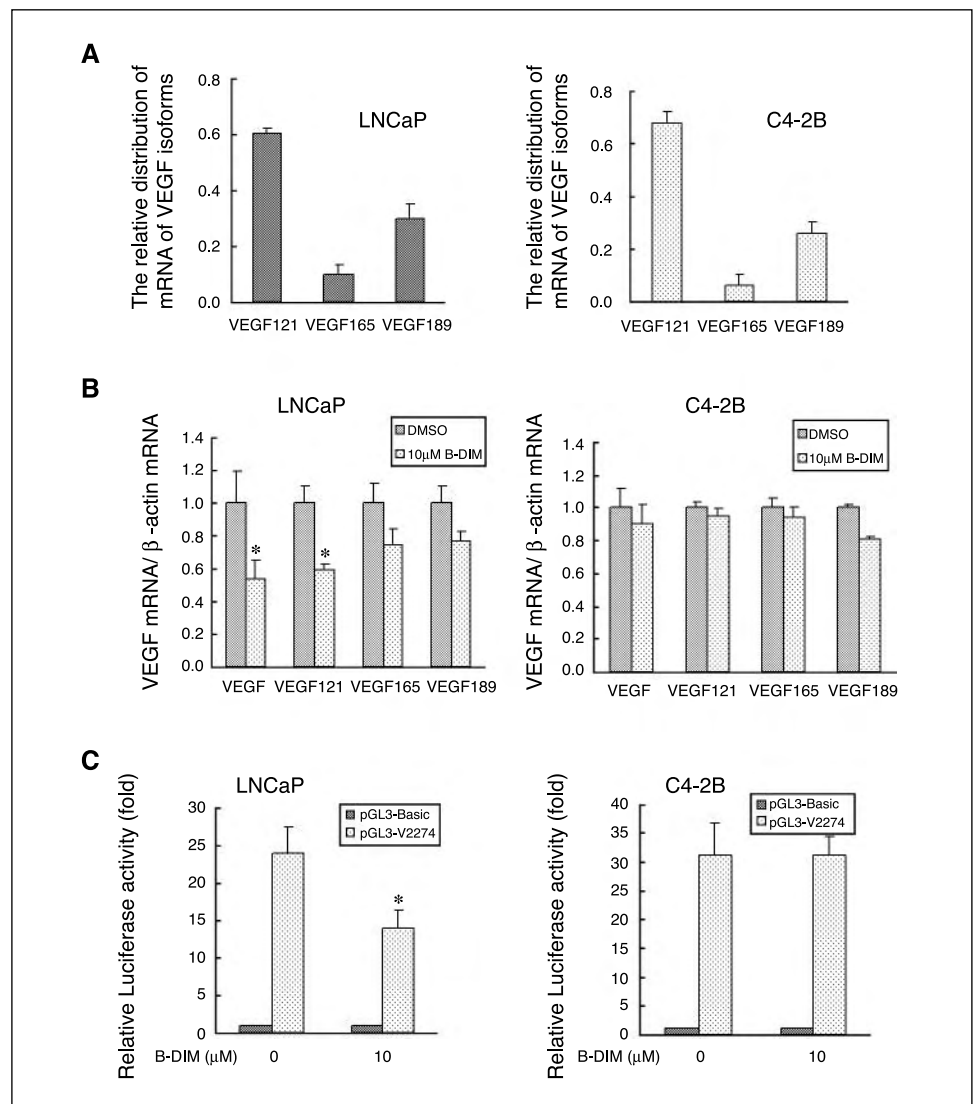 A
The relative distribution of
mRNA of VEGF isoforms
0.8
0.6
0.4
0.2
0.0
LNCaP
VEGF121 VEGF165 VEGF189
The relative distribution of
mRNA of VEGF isoforms
0.8
0.6
0.4
0.2
0.0
C4-2B
VEGF121 VEGF165 VEGF189
B
LNCaP
VEGF mRNA/ β -actin mRNA
1.4
1.2
1.0
0.8
0.6
0.4
0.2
0.0
DMSO
10μM B-DIM
*
*
VEGF VEGF121 VEGF165 VEGF189
C4-2B
VEGF mRNA/ β -actin mRNA
1.4
1.2
1.0
0.8
0.6
0.4
0.2
0.0
DMSO
10μM B-DIM
VEGF VEGF121 VEGF165 VEGF189
C
LNCaP
Relative Luciferase activity (fold)
30
25
20
15
10
5
0
pGL3-Basic
pGL3-V2274
*
B-DIM (μM) 0 10
C4-2B
Relative Luciferase activity (fold)
40
35
30
25
20
15
10
5
1
0
pGL3-Basic
pGL3-V2274
B-DIM (μM) 0 10